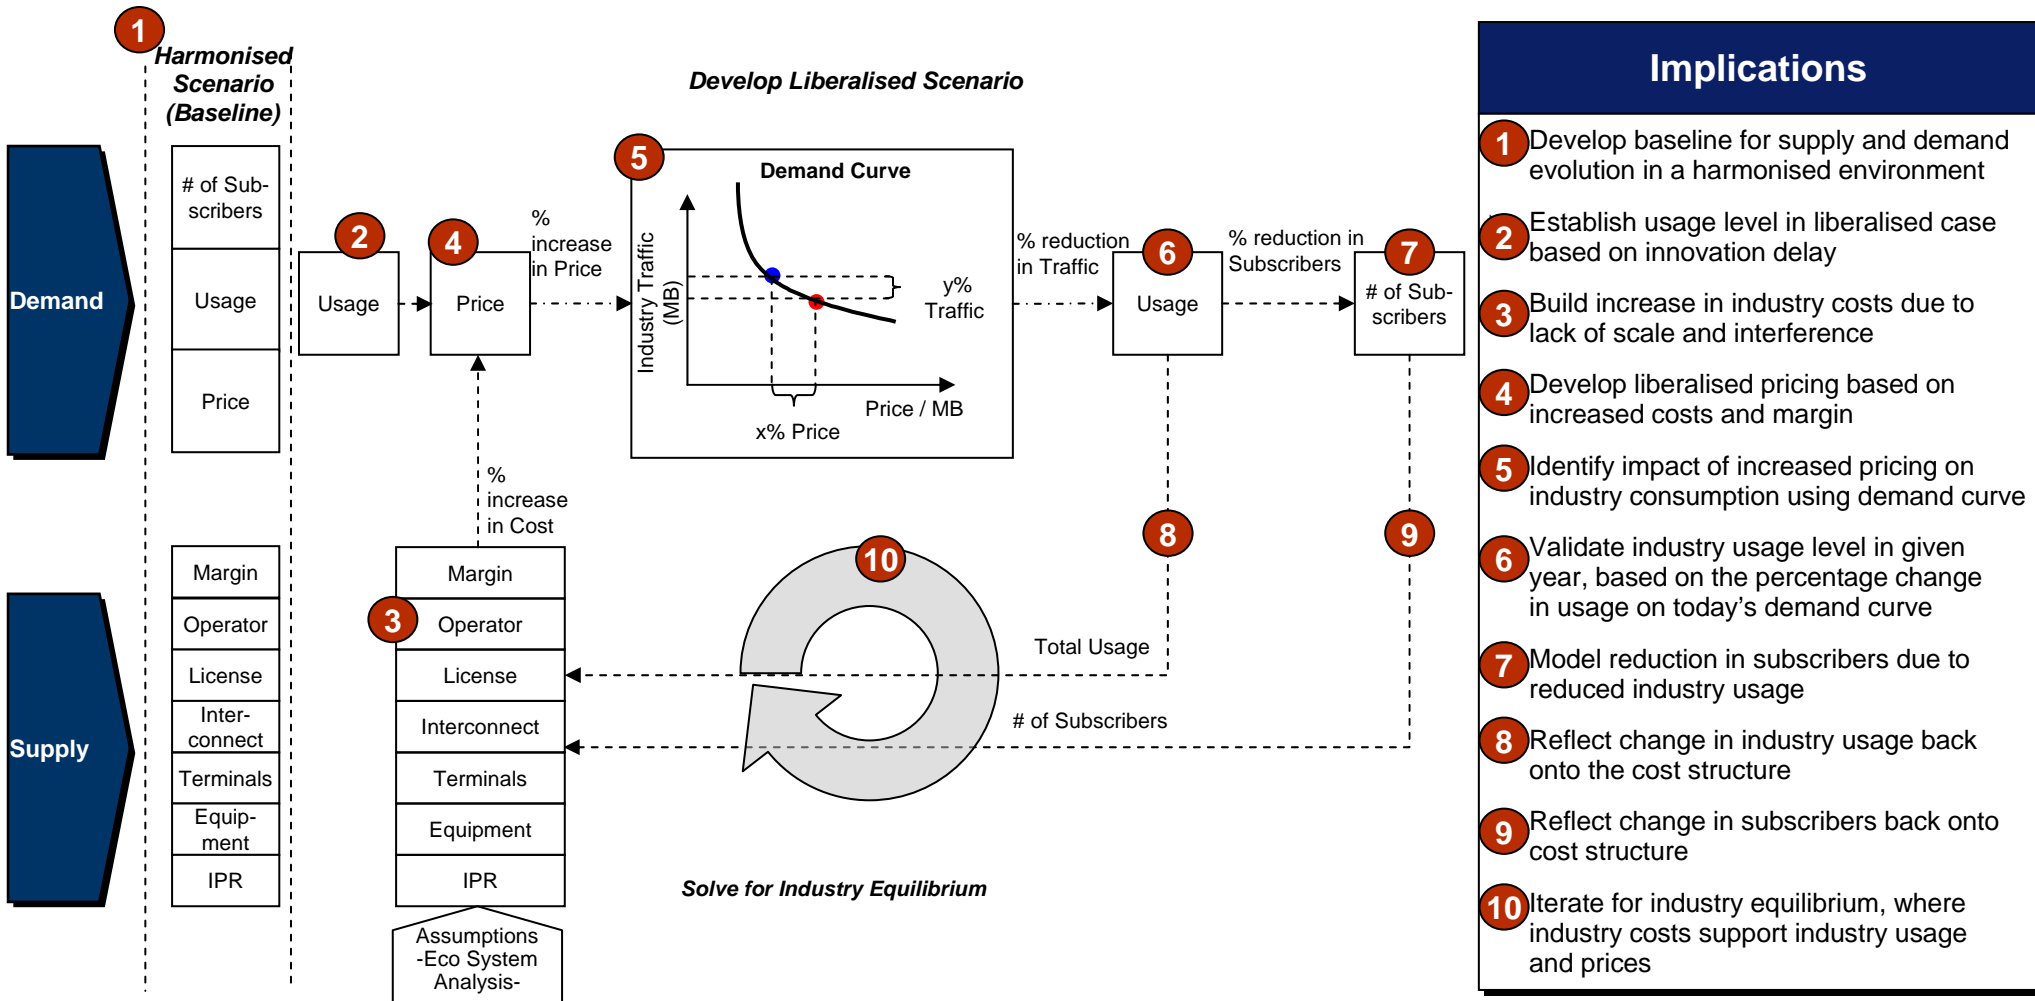 1
Harmonised
Scenario
(Baseline)
Develop Liberalised Scenario
Demand
# of Sub-
scribers
Usage
Price
2
Usage
4
Price
%
increase
in Price
5
Demand Curve
Industry Traffic
(MB)
y%
Traffic
Price / MB
x% Price
% reduction
in Traffic
6
Usage
% reduction in
Subscribers
7
# of Sub-
scribers
%
increase
in Cost
8
9
10
Supply
Margin
Operator
License
Inter-
connect
Terminals
Equip-
ment
IPR
3
Margin
Operator
License
Interconnect
Terminals
Equipment
IPR
Total Usage
# of Subscribers
Solve for Industry Equilibrium
Assumptions
-Eco System
Analysis-
Implications
1 Develop baseline for supply and demand
evolution in a harmonised environment
2 Establish usage level in liberalised case
based on innovation delay
3 Build increase in industry costs due to
lack of scale and interference
4 Develop liberalised pricing based on
increased costs and margin
5 Identify impact of increased pricing on
industry consumption using demand curve
6 Validate industry usage level in given
year, based on the percentage change
in usage on today's demand curve
7 Model reduction in subscribers due to
reduced industry usage
8 Reflect change in industry usage back
onto the cost structure
9 Reflect change in subscribers back onto
cost structure
10 Iterate for industry equilibrium, where
industry costs support industry usage
and prices